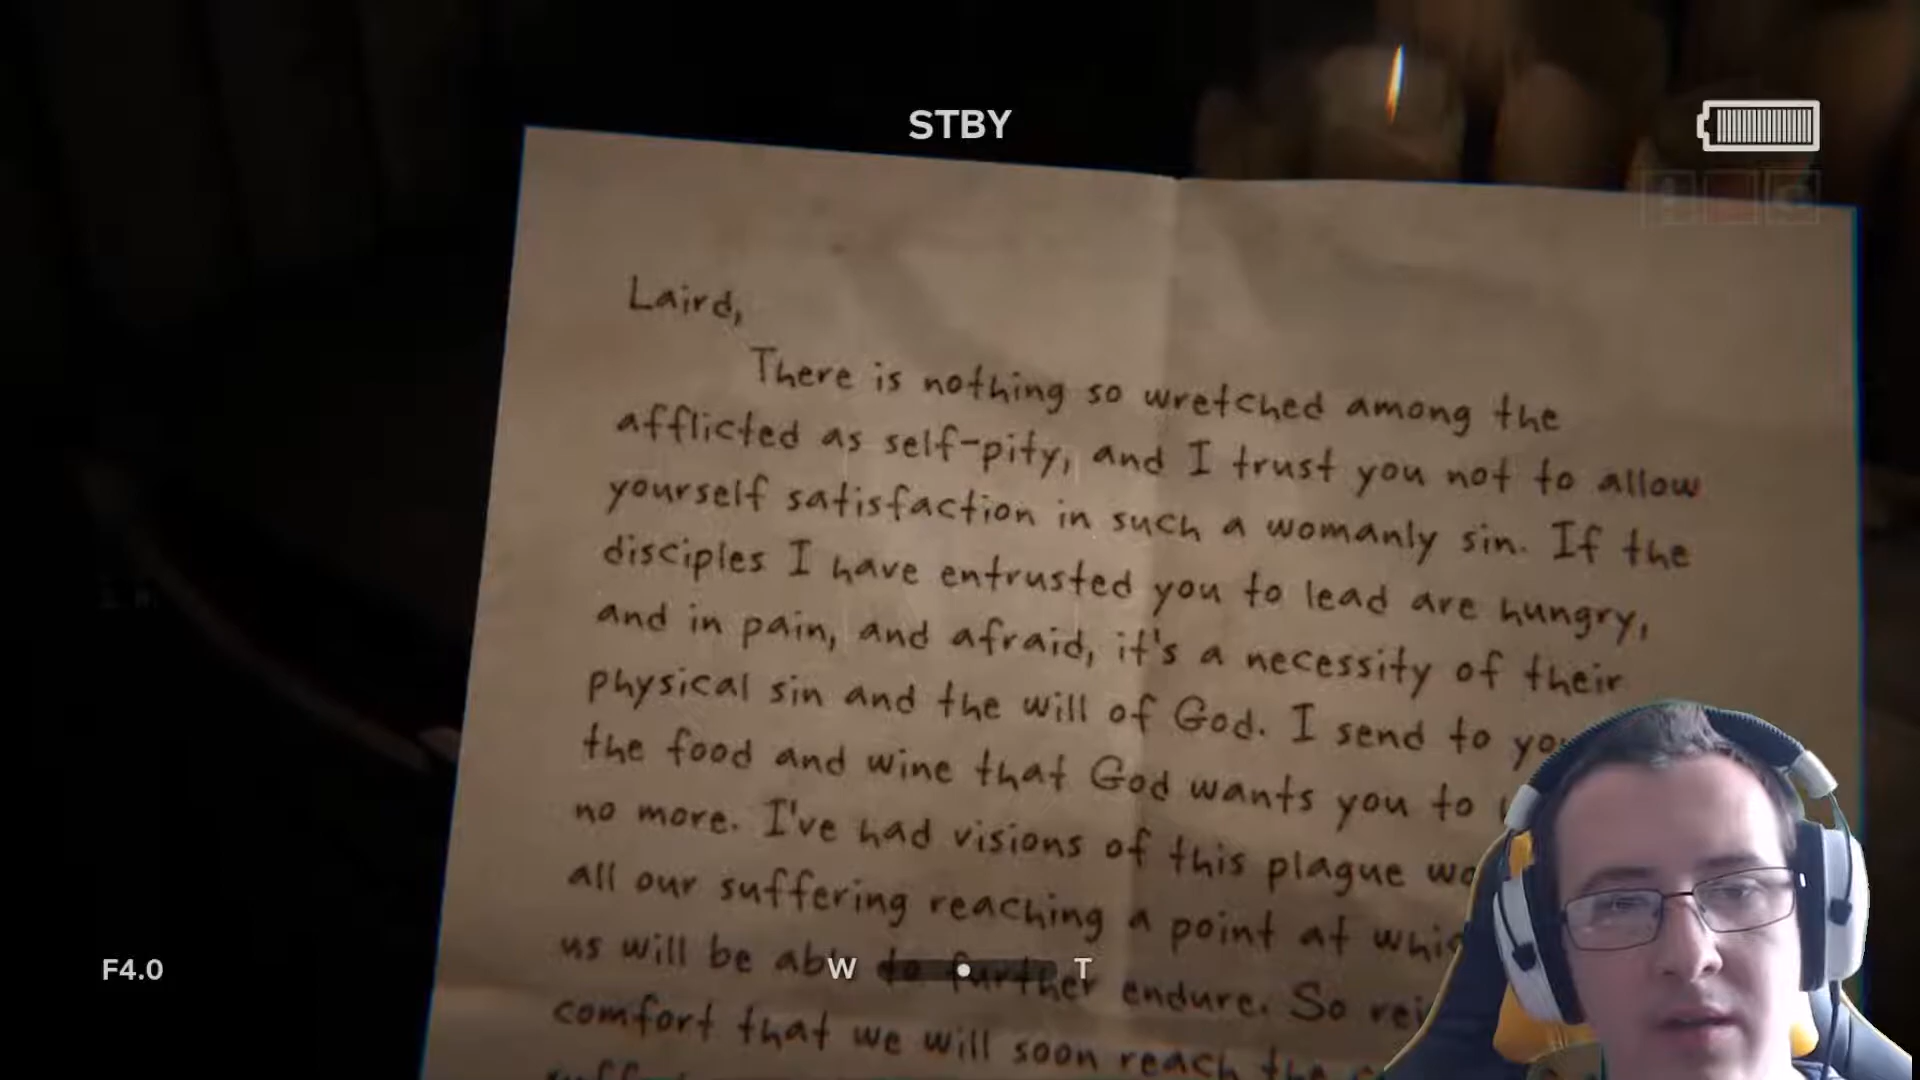 STBY
Laird,
There is nothing so wretched among the
afflicted as self-pity, and I trust you not to allow
yourself satisfaction in such a womanly sin. If the
disciples I have entrusted you to lead are hungry,
and in pain, and afraid, it's a necessity of their
physical sin and the will of God. I send to
the food and wine that God wants you to
no more. I've had visions of this plague
all our suffering reaching a point at
us will be to further endure. So
comfort that we will soon reach the
F4.0
W T